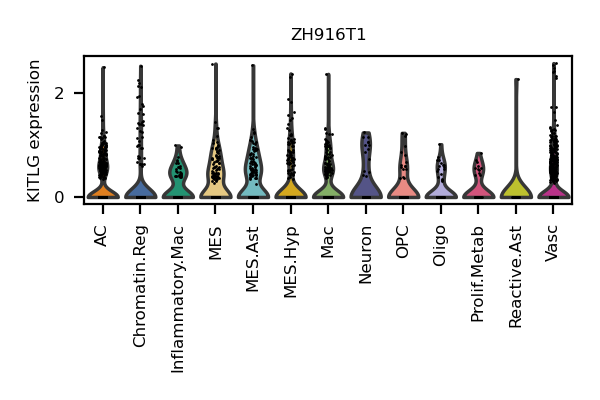 ZH916T1
KITLG expression
2
0
AC
Chromatin.Reg
Inflammatory.Mac
MES
MES.Ast
MES.Hyp
Mac
Neuron
OPC
Oligo
Prolif.Metab
Reactive.Ast
Vasc